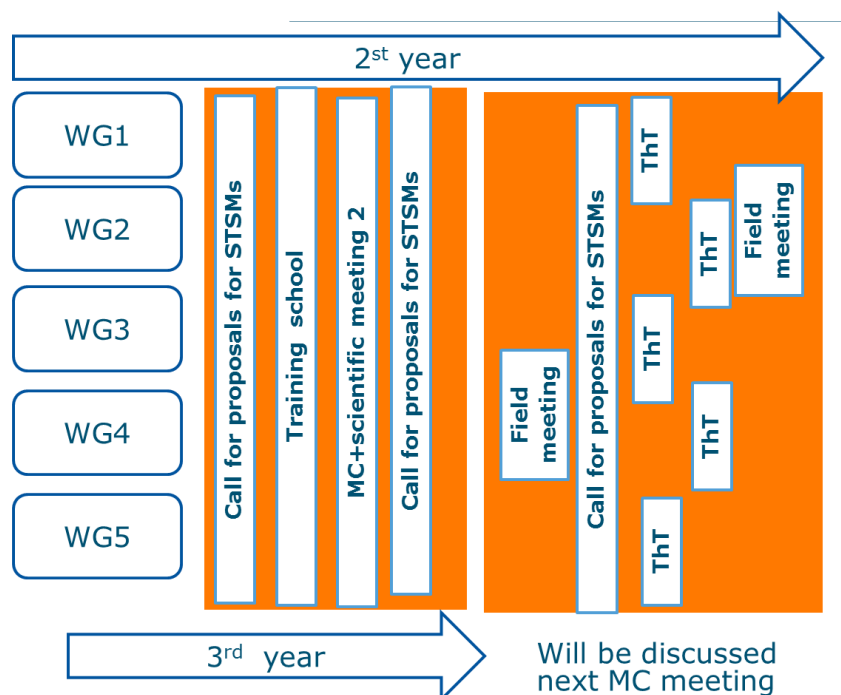 2st year
WG1
WG2
WG3
WG4
WG5
Call for proposals for STSMs
Training school
MC+scientific meeting 2
Call for proposals for STSMs
Field
meeting
Call for proposals for STSMs
ThT
ThT
ThT
ThT
ThT
Field
meeting
3rd year
Will be discussed
next MC meeting